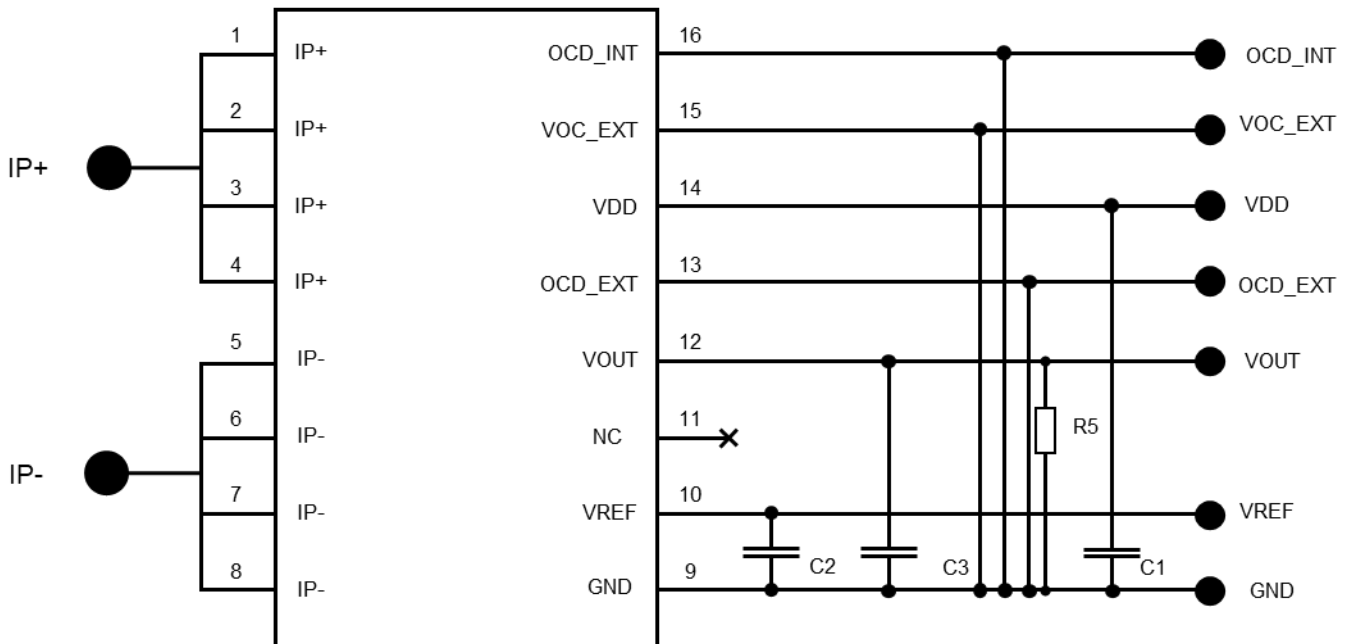 1 IP+ OCD_INT 16 OCD_INT
2 IP+ VOC_EXT 15 VOC_EXT
IP+
3 IP+ VDD 14 VDD
4 IP+ OCD_EXT 13 OCD_EXT
5 IP- VOUT 12 VOUT
6 IP- NC 11 R5
IP-
7 IP- VREF 10 VREF
C2 C3 C1
8 IP- GND 9 GND